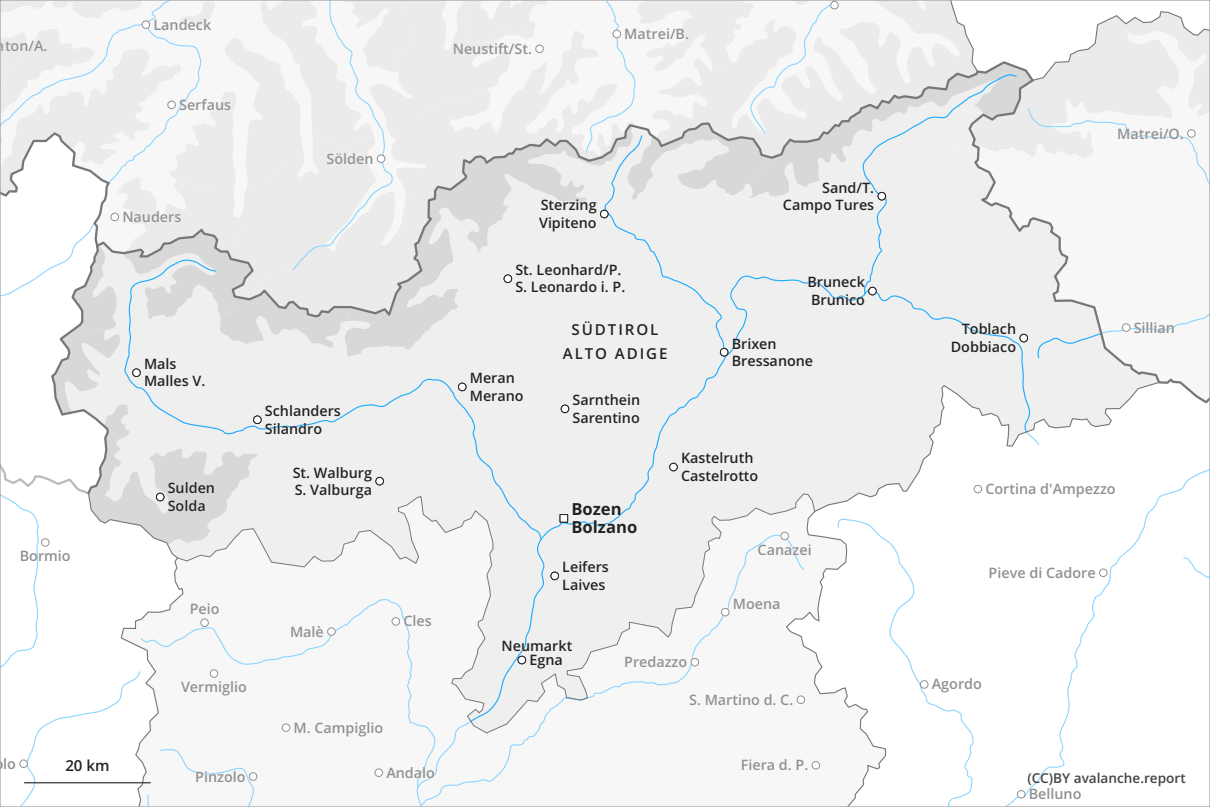 Landeck
Matrei/B.
Neustift/St.
Serfaus
Matrei/O.
Sölden
Sand/T.
Campo Tures
Sterzing
Vipiteno
Nauders
St. Leonhard/P.
S. Leonardo i. P.
Bruneck
Brunico
SÜDTIROL
ALTO ADIGE
Toblach
Dobbiaco
Sillian
Brixen
Bressanone
Mals
Malles V.
Meran
Merano
Sarnthein
Sarentino
Schlanders
Silandro
Kastelruth
Castelrotto
St. Walburg
S. Valburga
Sulden
Solda
Cortina d'Ampezzo
Bozen
Bolzano
Bormio
Canazei
Leifers
Laives
Pieve di Cadore
Peio
Moena
Malè
Cles
Neumarkt
Egna
Predazzo
Vermiglio
Agordo
S. Martino d. C.
M. Campiglio
20 km
Pinzolo
Andalo
Fiera d. P.
(CC)BY avalanche.report
Belluno